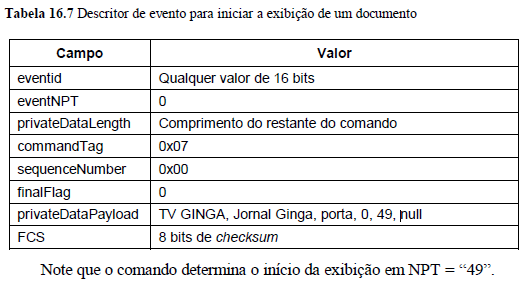 Tabela 16.7 Descritor de evento para iniciar a exibição de um documento
Campo Valor
eventid Qualquer valor de 16 bits
eventNPT 0
privateDataLength Comprimento do restante do comando
commandTag 0x07
sequenceNumber 0x00
finalFlag 0
privateDataPayload TV GINGA, Jornal Ginga, porta, 0, 49, null
FCS 8 bits de checksum
Note que o comando determina o início da exibição em NPT = “49”.